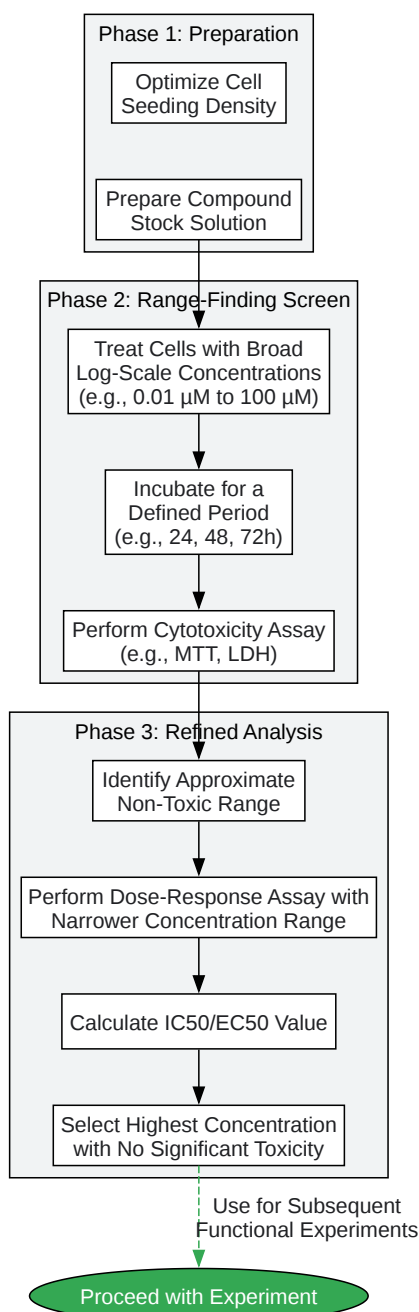 Phase 1: Preparation
Optimize Cell
Seeding Density
Prepare Compound
Stock Solution
Phase 2: Range-Finding Screen
Treat Cells with Broad
Log-Scale Concentrations
(e.g., 0.01 µM to 100 µM)
Incubate for a
Defined Period
(e.g., 24, 48, 72h)
Perform Cytotoxicity Assay
(e.g., MTT, LDH)
Phase 3: Refined Analysis
Identify Approximate
Non-Toxic Range
Perform Dose-Response Assay with
Narrower Concentration Range
Calculate IC50/EC50 Value
Select Highest Concentration
with No Significant Toxicity
Use for Subsequent
Functional Experiments
Proceed with Experiment